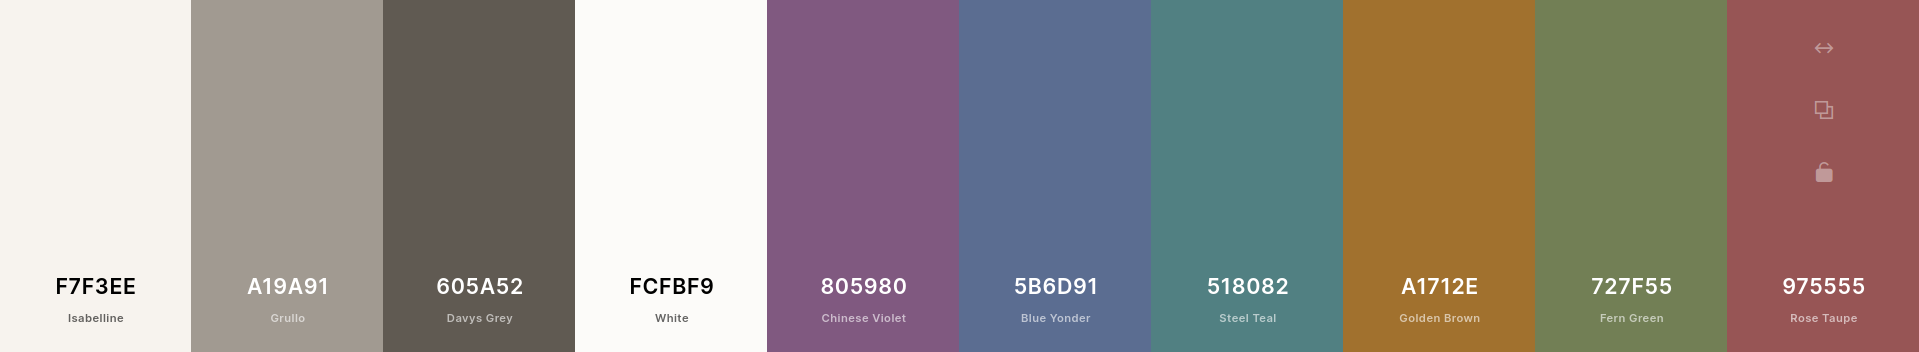 F7F3EE
Isabelline
A19A91
Grullo
605A52
Davys Grey
FCFBF9
White
805980
Chinese Violet
5B6D91
Blue Yonder
518082
Steel Teal
A1712E
Golden Brown
727F55
Fern Green
975555
Rose Taupe